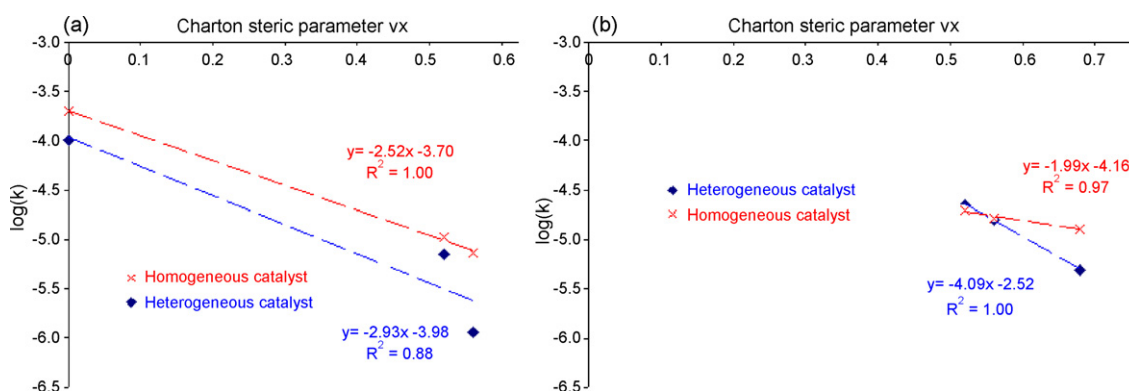 (a)
Charton steric parameter vx
-3.0
0
0.1
0.2
0.3
0.4
0.5
0.6
-3.5
-4.0
-4.5
-5.0
-5.5
-6.0
-6.5
log(k)
y= -2.52x -3.70
R² = 1.00
Homogeneous catalyst
Heterogeneous catalyst
y= -2.93x -3.98
R² = 0.88
(b)
Charton steric parameter vx
-3.0
0
0.1
0.2
0.3
0.4
0.5
0.6
0.7
-3.5
-4.0
-4.5
-5.0
-5.5
-6.0
-6.5
log(k)
y= -1.99x -4.16
R² = 0.97
Heterogeneous catalyst
Homogeneous catalyst
y= -4.09x -2.52
R² = 1.00